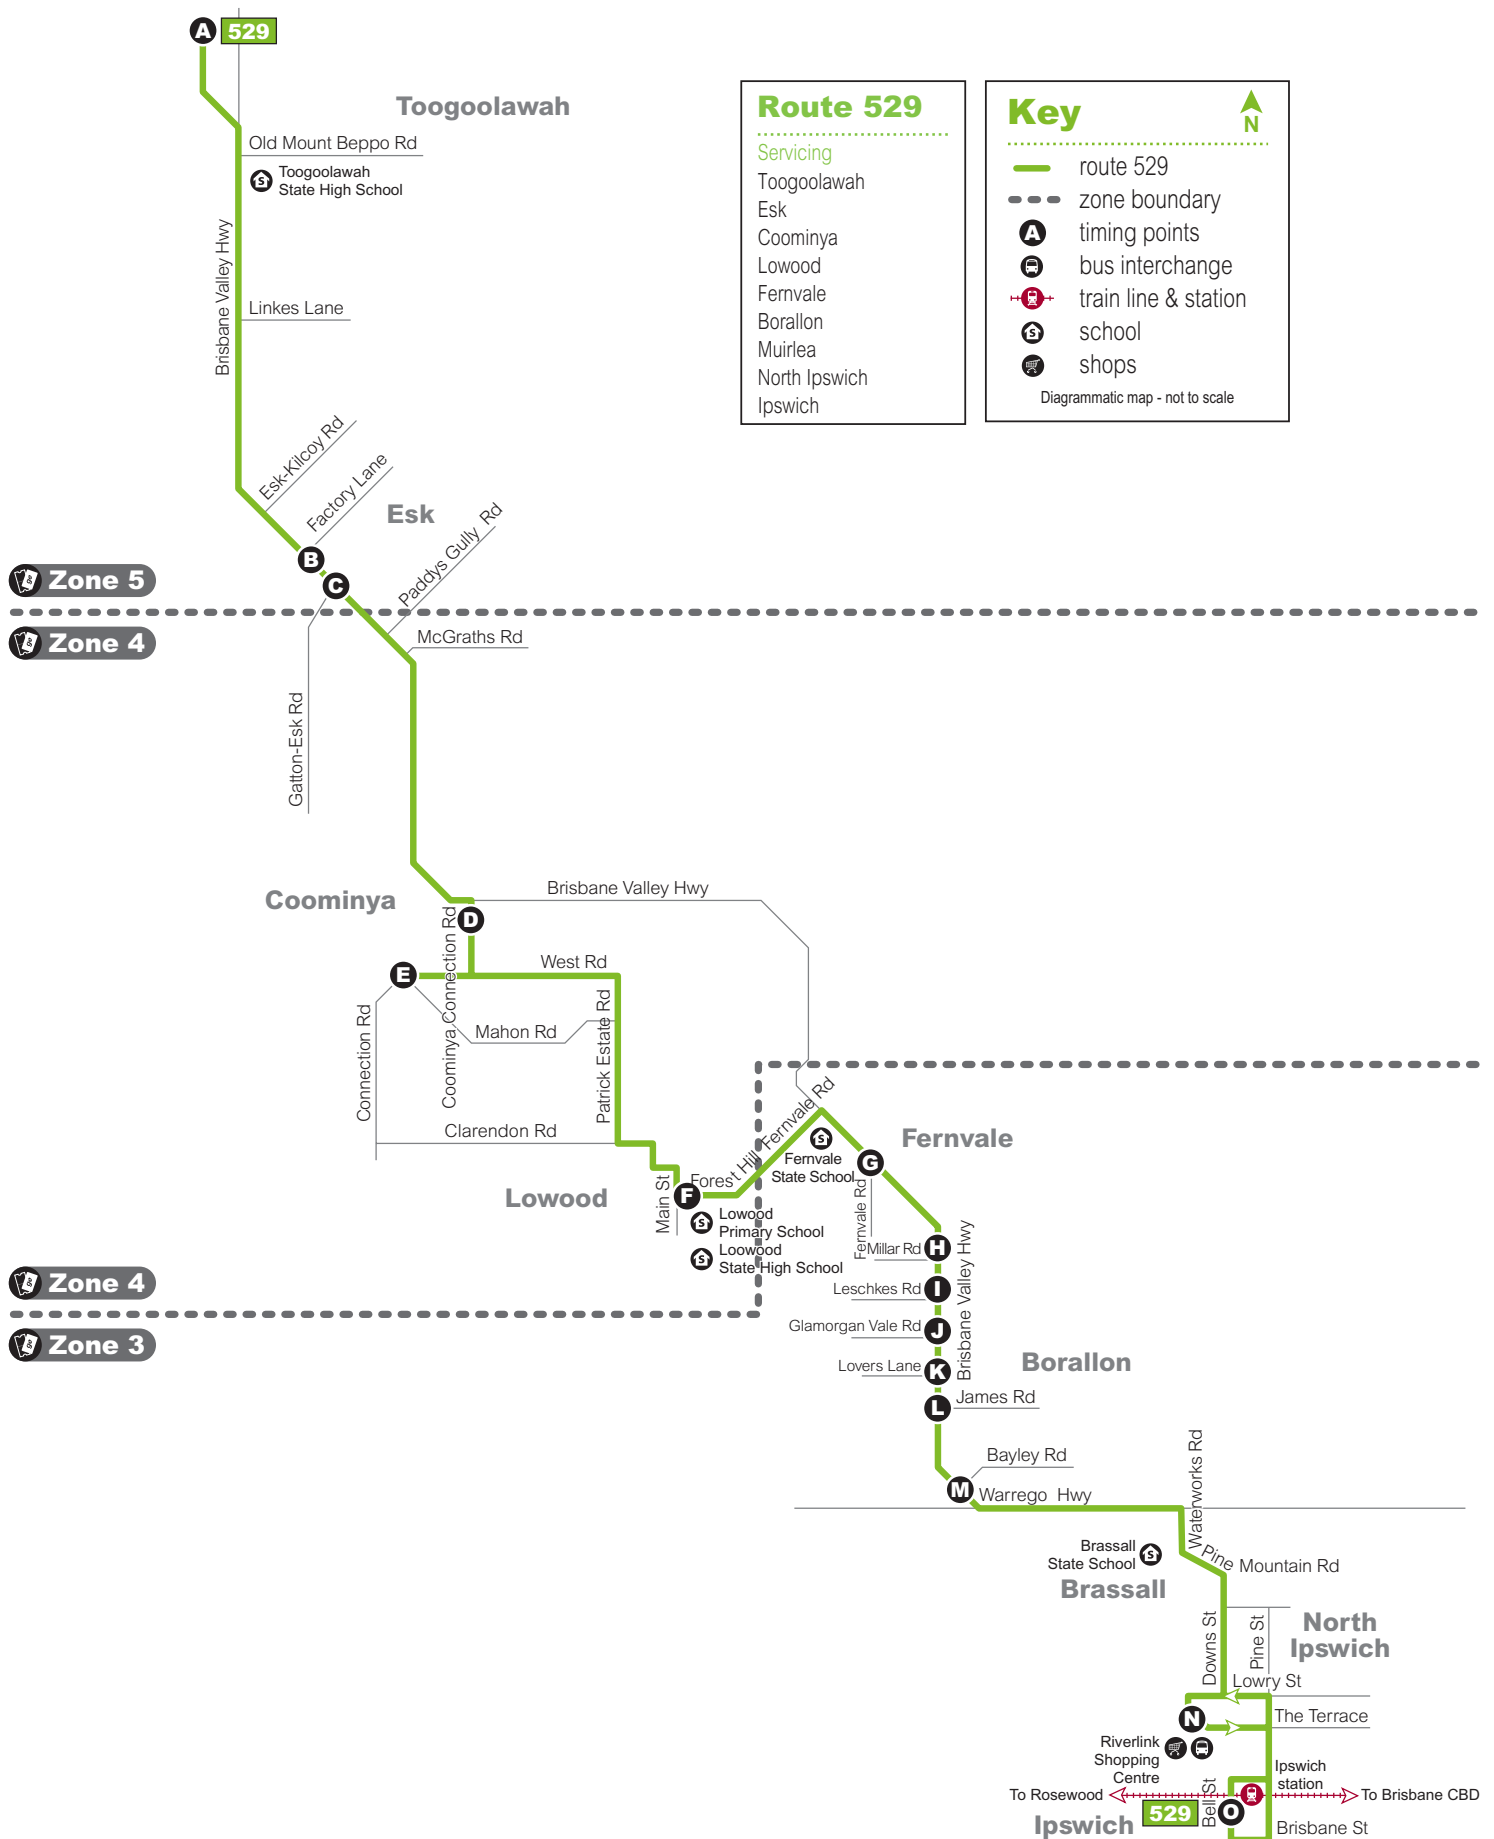 A 529
Toogoolawah
Old Mount Beppo Rd
Toogoolawah
State High School
Brisbane Valley Hwy
Linkes Lane
Route 529
Servicing
Toogoolawah
Esk
Coominya
Lowood
Fernvale
Borallon
Muirlea
North Ipswich
Ipswich
Key
N
route 529
zone boundary
A timing points
bus interchange
train line & station
S school
shops
Diagrammatic map - not to scale
Esk-Kilcoy Rd
Factory Lane
Esk
Paddys Gully Rd
B
C
Zone 5
Zone 4
McGraths Rd
Gatton-Esk Rd
Coominya
Brisbane Valley Hwy
D
Coominya Connection Rd
E
West Rd
Connection Rd
Mahon Rd
Patrick Estate Rd
Clarendon Rd
Lowood
Main St
F
Forest Hill Fernvale Rd
Lowood
Primary School
Loowood
State High School
Fernvale
State School
Fernvale
G
Fernvale Rd
Millar Rd
H
Brisbane Valley Hwy
Leschkes Rd
I
Glamorgan Vale Rd
J
Lovers Lane
K
Borallon
L
James Rd
Zone 4
Zone 3
Bayley Rd
M
Warrego Hwy
Waterworks Rd
Brassall
State School
Pine Mountain Rd
Brassall
Downs St
Pine St
North
Ipswich
Lowry St
N
The Terrace
Riverlink
Shopping
Centre
Ipswich
station
To Rosewood
To Brisbane CBD
Ipswich
529
Bell St
O
Brisbane St